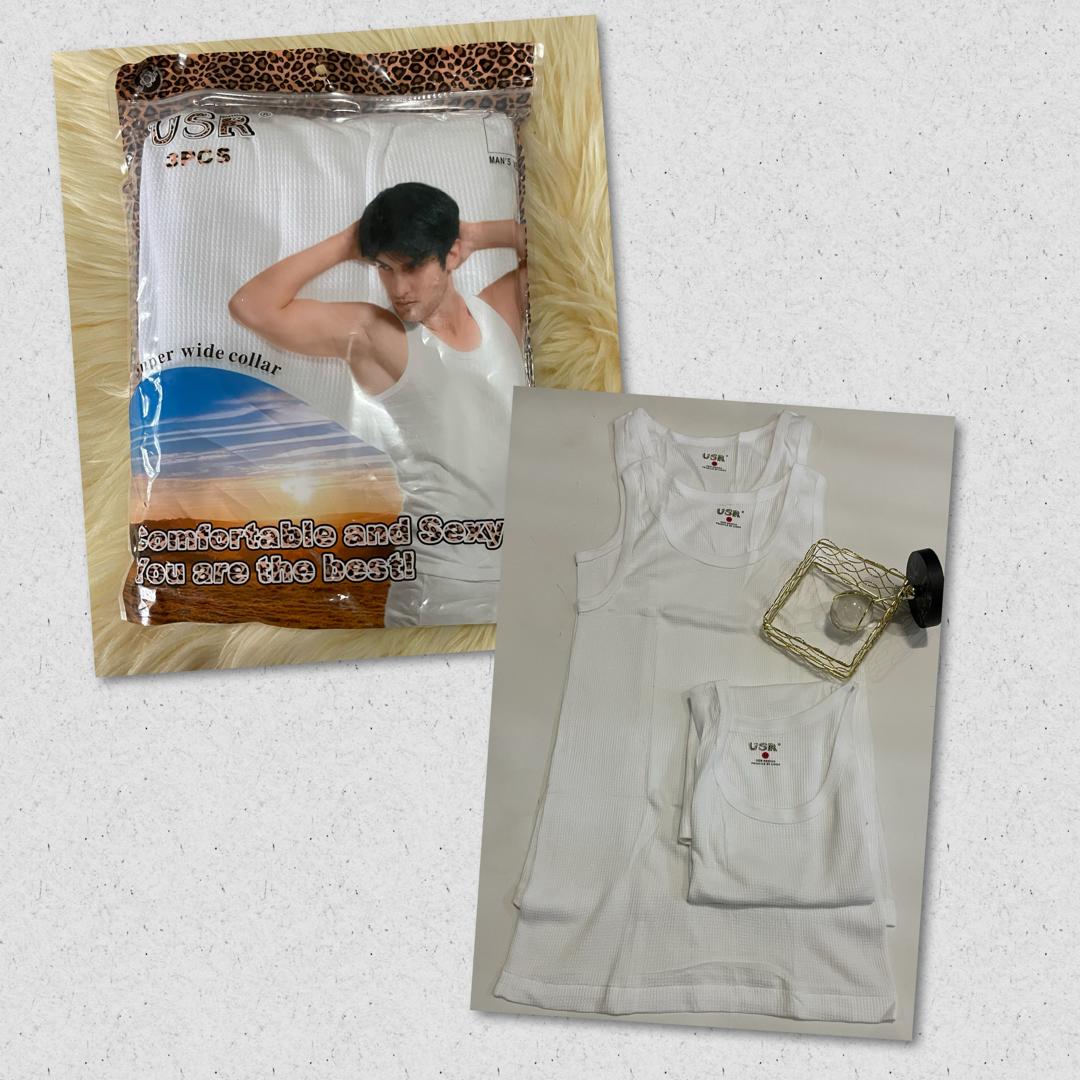 USR®
3PCS
MAN'S
wide collar
Comfortable and Sexy
You are the best!
USR
USR
USR